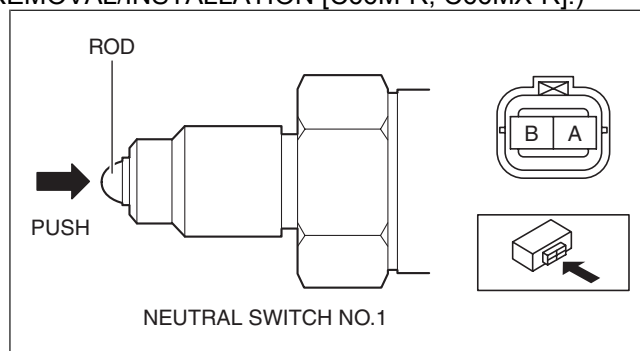 REMOVAL/INSTALLATION [C66M-R, C66MX-R].)
ROD
B A
PUSH
NEUTRAL SWITCH NO.1